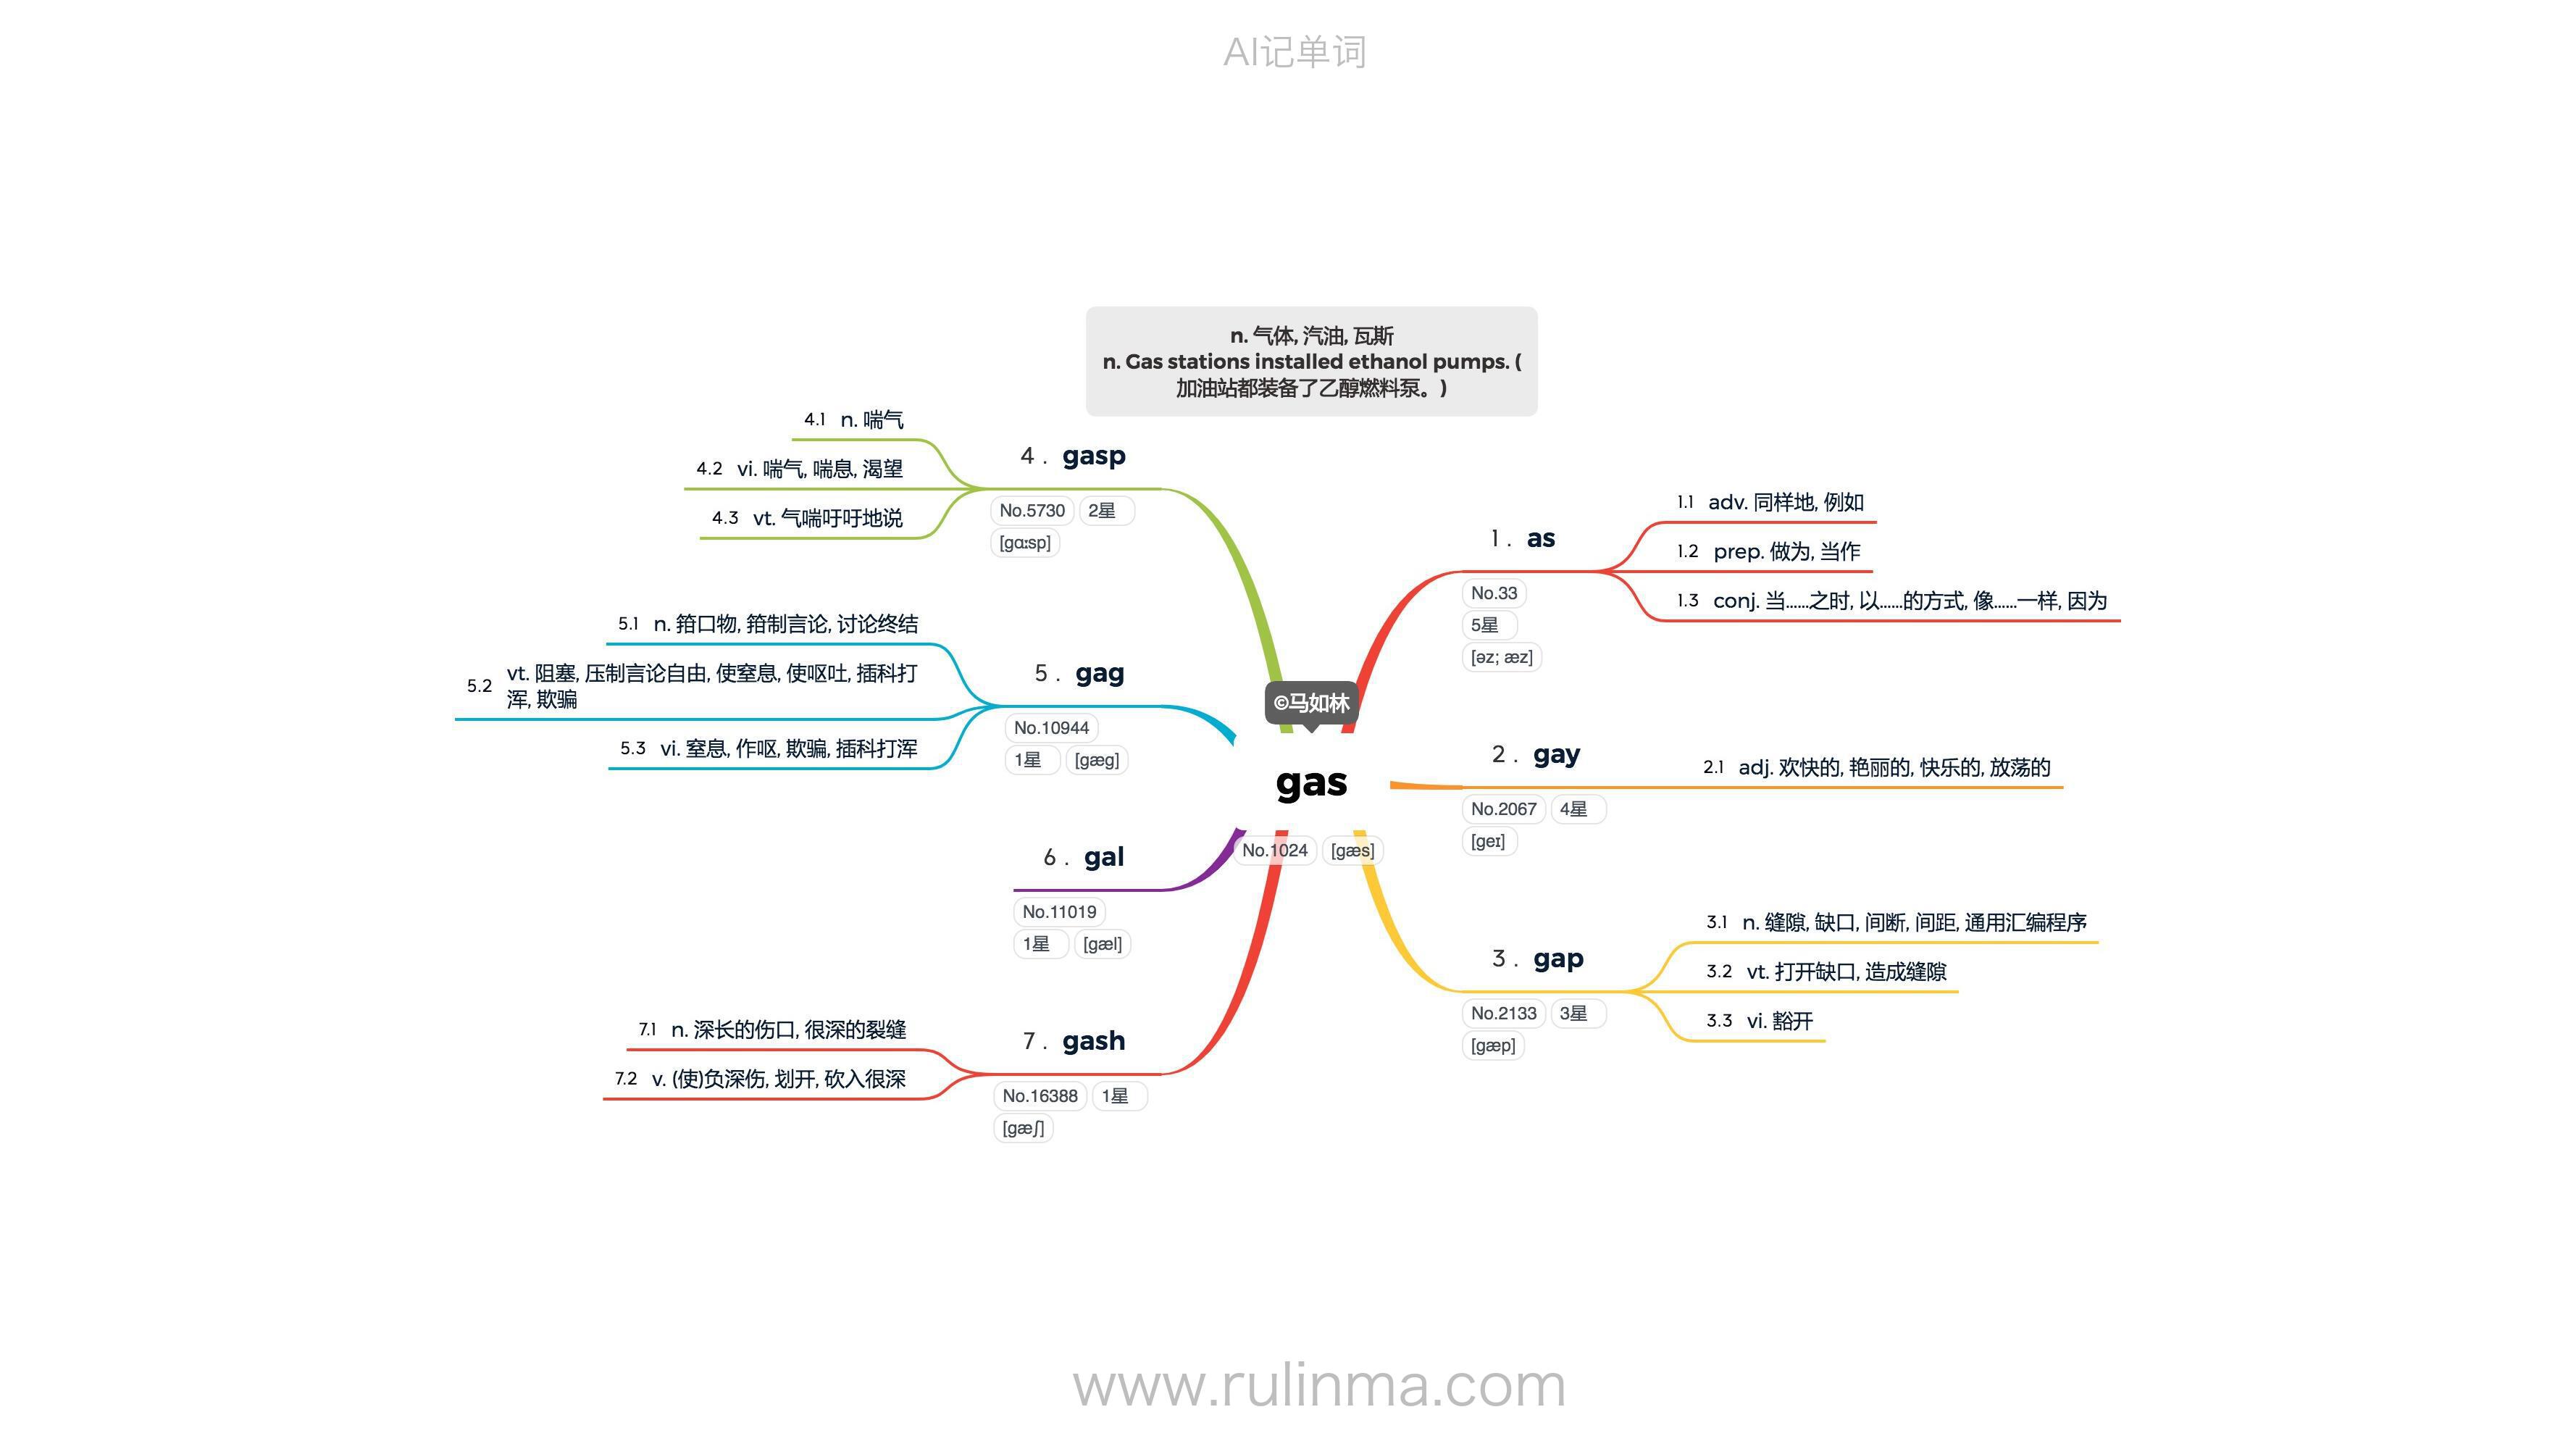 AI记单词
n. 气体, 汽油, 瓦斯
n. Gas stations installed ethanol pumps. (
加油站都装备了乙醇燃料泵。)
©马如林
gas
No.1024 [gæs]
1 . as
No.33
5星
[əz; æz]
1.1 adv. 同样地, 例如
1.2 prep. 做为, 当作
1.3 conj. 当......之时, 以......的方式, 像......一样, 因为
2 . gay
No.2067 4星
[geɪ]
2.1 adj. 欢快的, 艳丽的, 快乐的, 放荡的
3 . gap
No.2133 3星
[gæp]
3.1 n. 缝隙, 缺口, 间断, 间距, 通用汇编程序
3.2 vt. 打开缺口, 造成缝隙
3.3 vi. 豁开
4 . gasp
No.5730 2星
[gɑːsp]
4.1 n. 喘气
4.2 vi. 喘气, 喘息, 渴望
4.3 vt. 气喘吁吁地说
5 . gag
No.10944
1星 [gæg]
5.1 n. 箝口物, 箝制言论, 讨论终结
5.2 vt. 阻塞, 压制言论自由, 使窒息, 使呕吐, 插科打
浑, 欺骗
5.3 vi. 窒息, 作呕, 欺骗, 插科打浑
6 . gal
No.11019
1星 [gæl]
7 . gash
No.16388 1星
[gæʃ]
7.1 n. 深长的伤口, 很深的裂缝
7.2 v. (使)负深伤, 划开, 砍入很深
www.rulinma.com